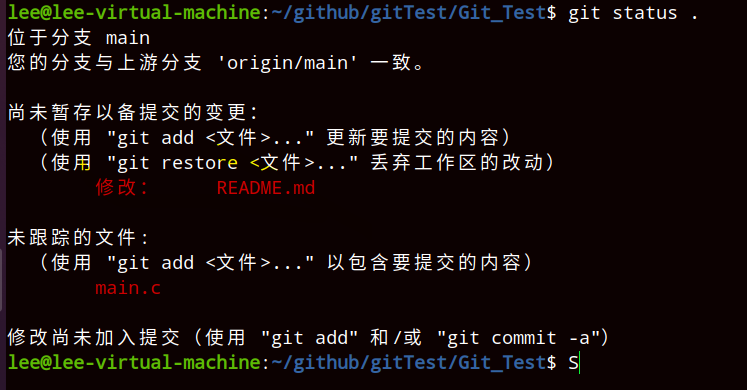 lee@lee-virtual-machine:~/github/gitTest/Git_Test$ git status .
位于分支 main
您的分支与上游分支 'origin/main' 一致。
尚未暂存以备提交的变更：
（使用 "git add <文件>..." 更新要提交的内容）
（使用 "git restore <文件>..." 丢弃工作区的改动）
修改： README.md
未跟踪的文件:
（使用 "git add <文件>..." 以包含要提交的内容）
main.c
修改尚未加入提交（使用 "git add" 和/或 "git commit -a"）
lee@lee-virtual-machine:~/github/gitTest/Git_Test$ S